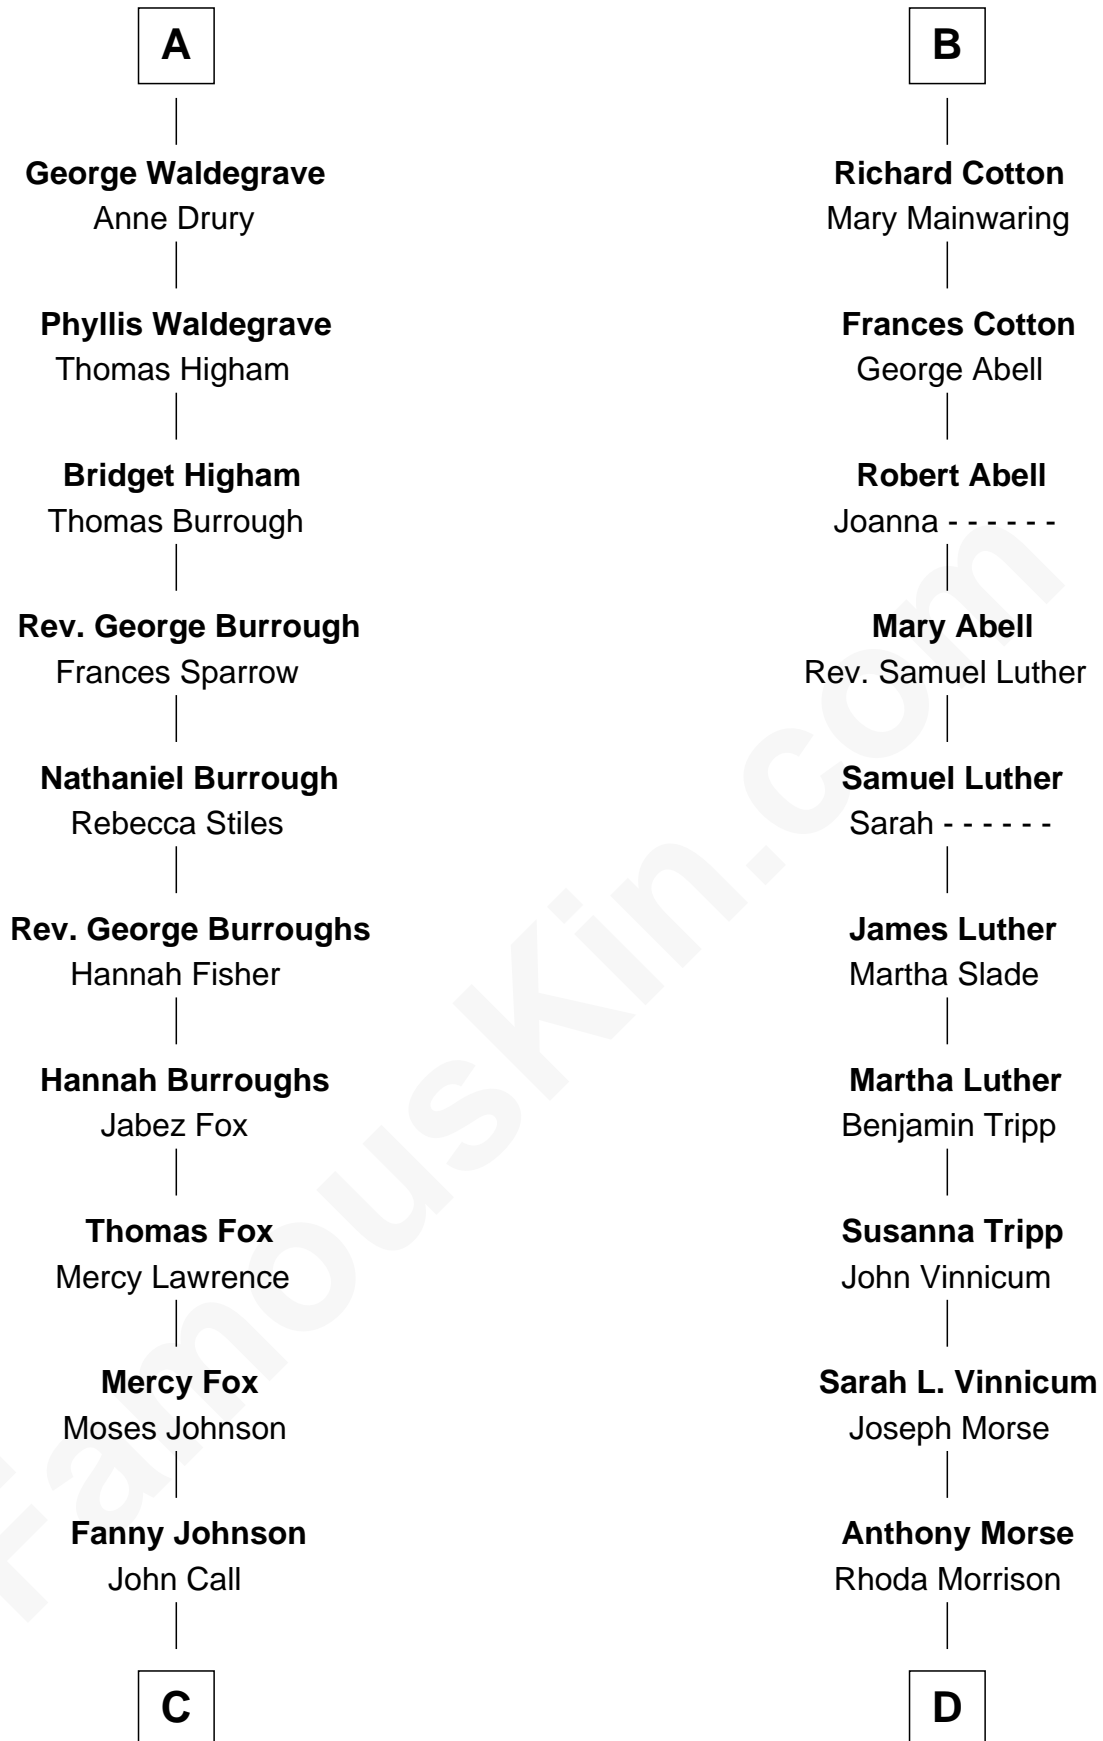 A
George Waldegrave
Anne Drury
Phyllis Waldegrave
Thomas Higham
Bridget Higham
Thomas Burrough
Rev. George Burrough
Frances Sparrow
Nathaniel Burrough
Rebecca Stiles
Rev. George Burroughs
Hannah Fisher
Hannah Burroughs
Jabez Fox
Thomas Fox
Mercy Lawrence
Mercy Fox
Moses Johnson
Fanny Johnson
John Call
C
B
Richard Cotton
Mary Mainwaring
Frances Cotton
George Abell
Robert Abell
Joanna - - - - - -
Mary Abell
Rev. Samuel Luther
Samuel Luther
Sarah - - - - - -
James Luther
Martha Slade
Martha Luther
Benjamin Tripp
Susanna Tripp
John Vinnicum
Sarah L. Vinnicum
Joseph Morse
Anthony Morse
Rhoda Morrison
D
FamousKin.com